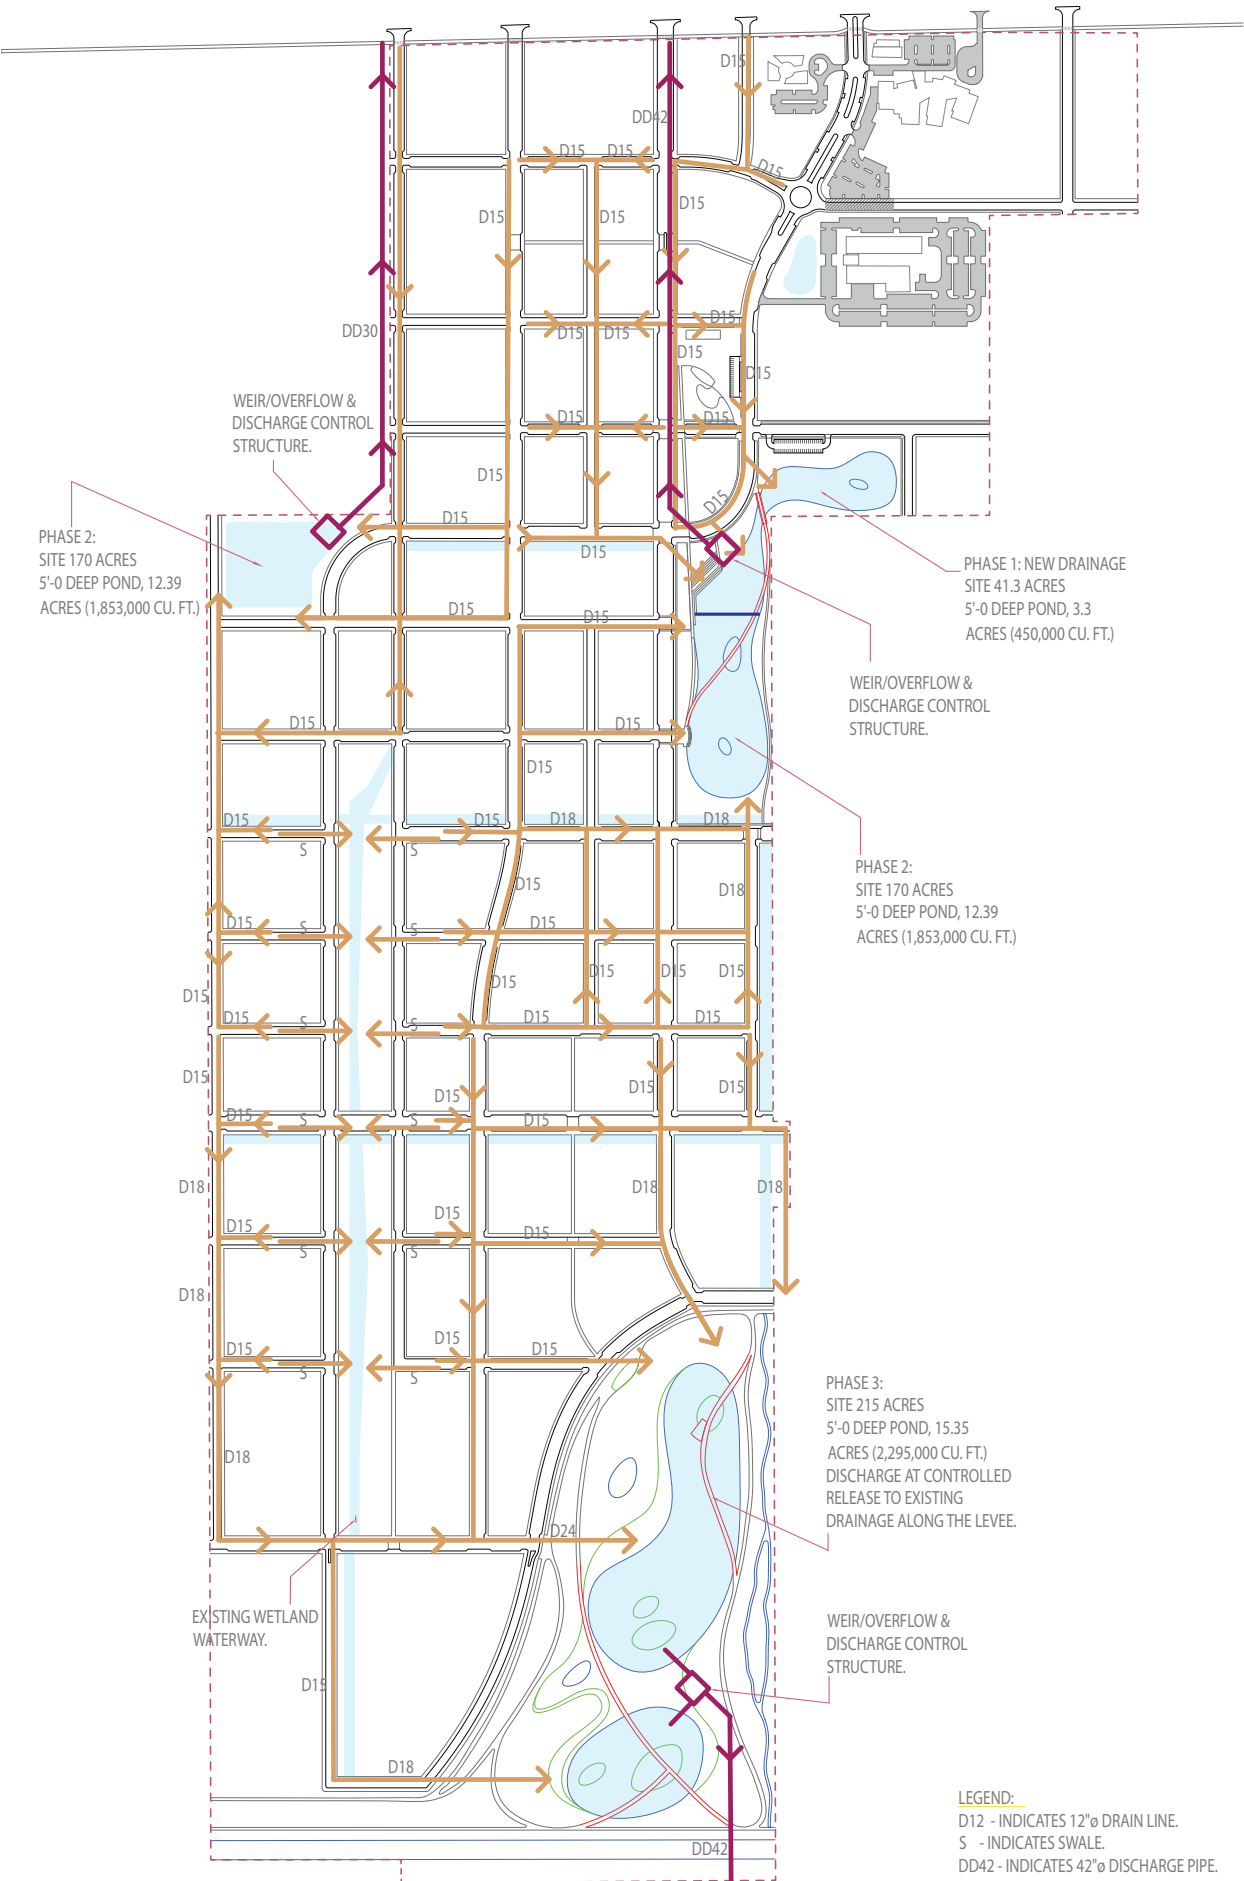 D15
DD42
D15 D15
D15
D15
D15
D15
D15
DD30
D15
D15 D15
D15
D15
D15
D15
WEIR/OVERFLOW &
DISCHARGE CONTROL
STRUCTURE.
D15
D15
D15
D15
PHASE 2:
SITE 170 ACRES
5'-0 DEEP POND, 12.39
ACRES (1,853,000 CU. FT.)
PHASE 1: NEW DRAINAGE
SITE 41.3 ACRES
5'-0 DEEP POND, 3.3
ACRES (450,000 CU. FT.)
D15
D15
WEIR/OVERFLOW &
DISCHARGE CONTROL
STRUCTURE.
D15
D15
D15
D15
D15
D18
D18
S
S
PHASE 2:
SITE 170 ACRES
5'-0 DEEP POND, 12.39
ACRES (1,853,000 CU. FT.)
D15
D18
D15
S
S
D15
D15
D15
D15
D15
D15
D15
S
S
D15
D15
D15
D15
D15
D15
D15
S
S
D15
D18
D18
D18
D15
D15
S
S
D15
D18
D15
D15
D15
S
S
PHASE 3:
SITE 215 ACRES
5'-0 DEEP POND, 15.35
ACRES (2,295,000 CU. FT.)
DISCHARGE AT CONTROLLED
RELEASE TO EXISTING
DRAINAGE ALONG THE LEVEE.
D18
D24
EXISTING WETLAND
WATERWAY.
WEIR/OVERFLOW &
DISCHARGE CONTROL
STRUCTURE.
D15
D18
DD42
LEGEND:
D12 - INDICATES 12"ø DRAIN LINE.
S - INDICATES SWALE.
DD42 - INDICATES 42"ø DISCHARGE PIPE.